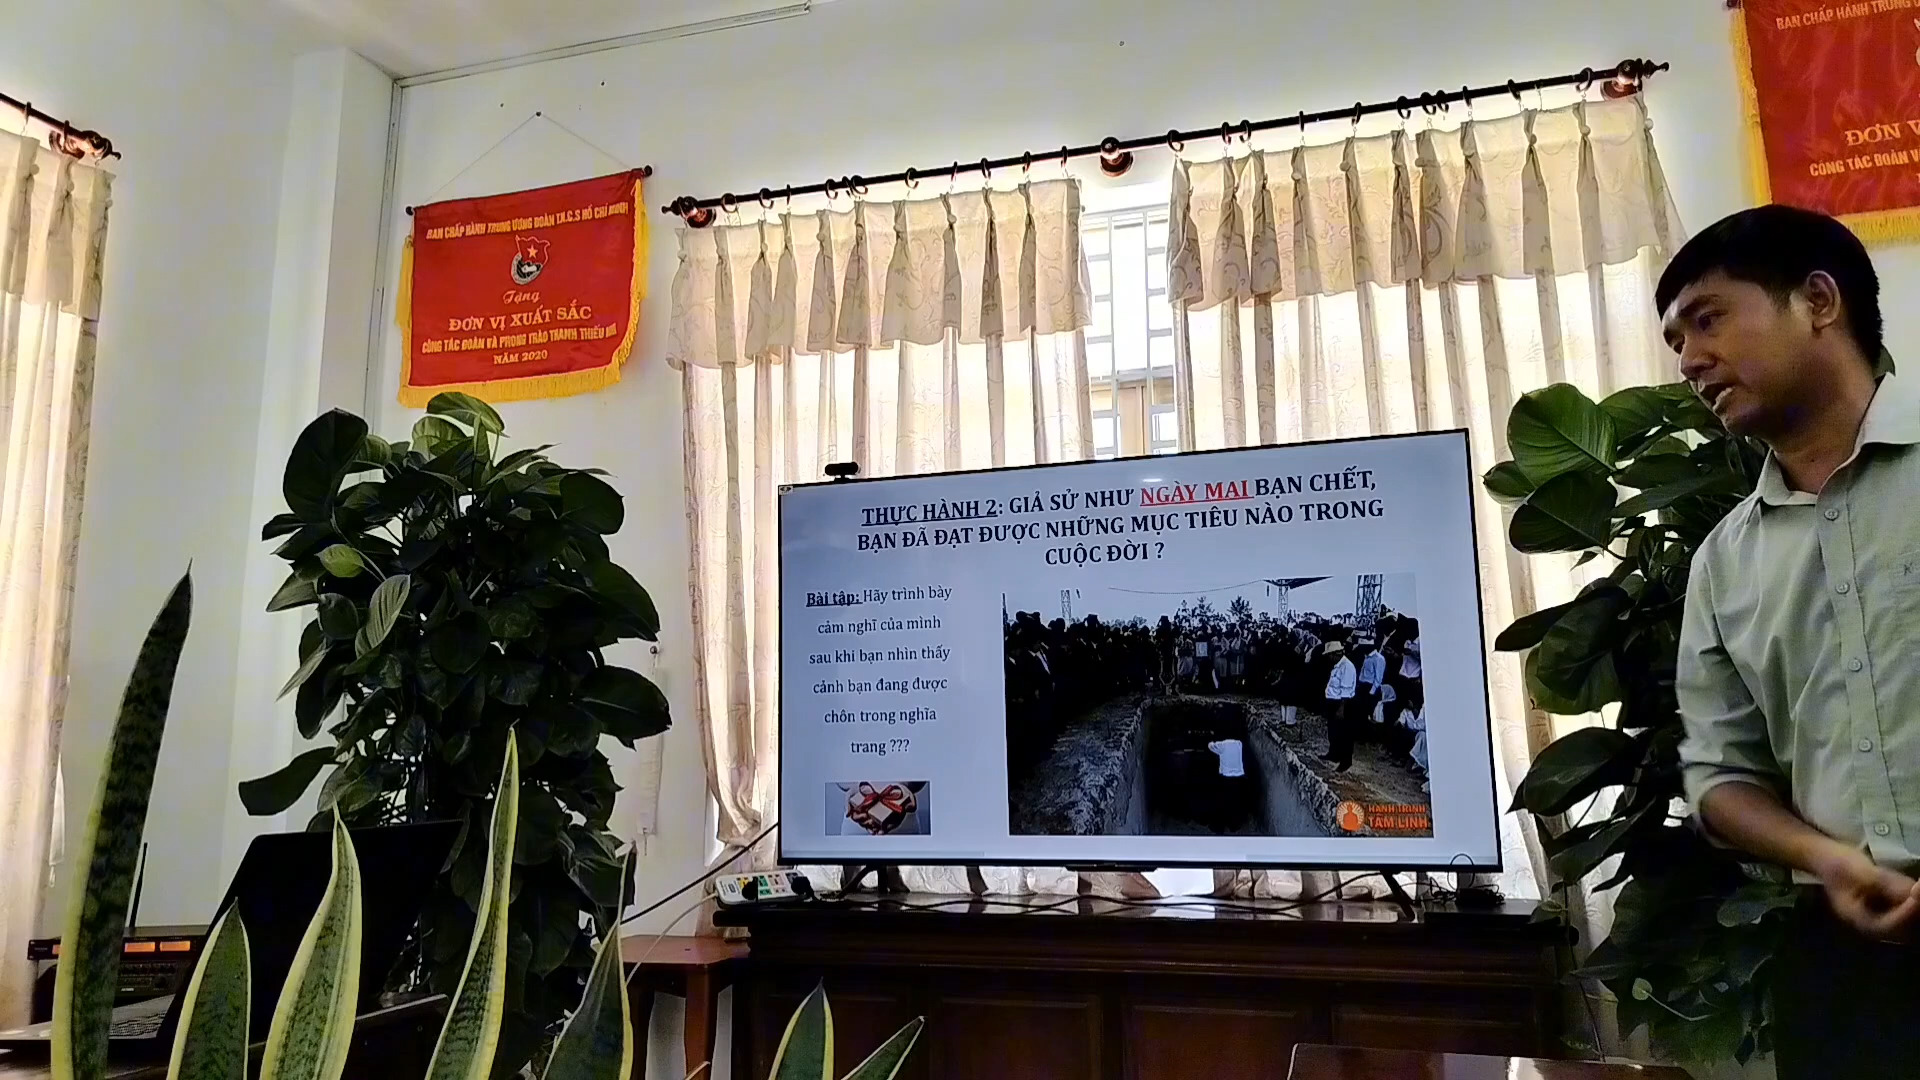 BAN CHẤP HÀNH TRUNG ƯƠNG ĐOÀN T.N.C.S HỒ CHÍ MINH
Tặng
ĐƠN VỊ XUẤT SẮC
CÔNG TÁC ĐOÀN VÀ PHONG TRÀO THANH THIẾU NHI
NĂM 2020
BAN CHẤP HÀNH TRUNG
ĐƠN V
CÔNG TÁC ĐOÀN V
THỰC HÀNH 2: GIẢ SỬ NHƯ NGÀY MAI BẠN CHẾT,
BẠN ĐÃ ĐẠT ĐƯỢC NHỮNG MỤC TIÊU NÀO TRONG
CUỘC ĐỜI ?
Bài tập: Hãy trình bày
cảm nghĩ của mình
sau khi bạn nhìn thấy
cảnh bạn đang được
chôn trong nghĩa
trang ???
HÀNH TRÌNH
TÂM LINH